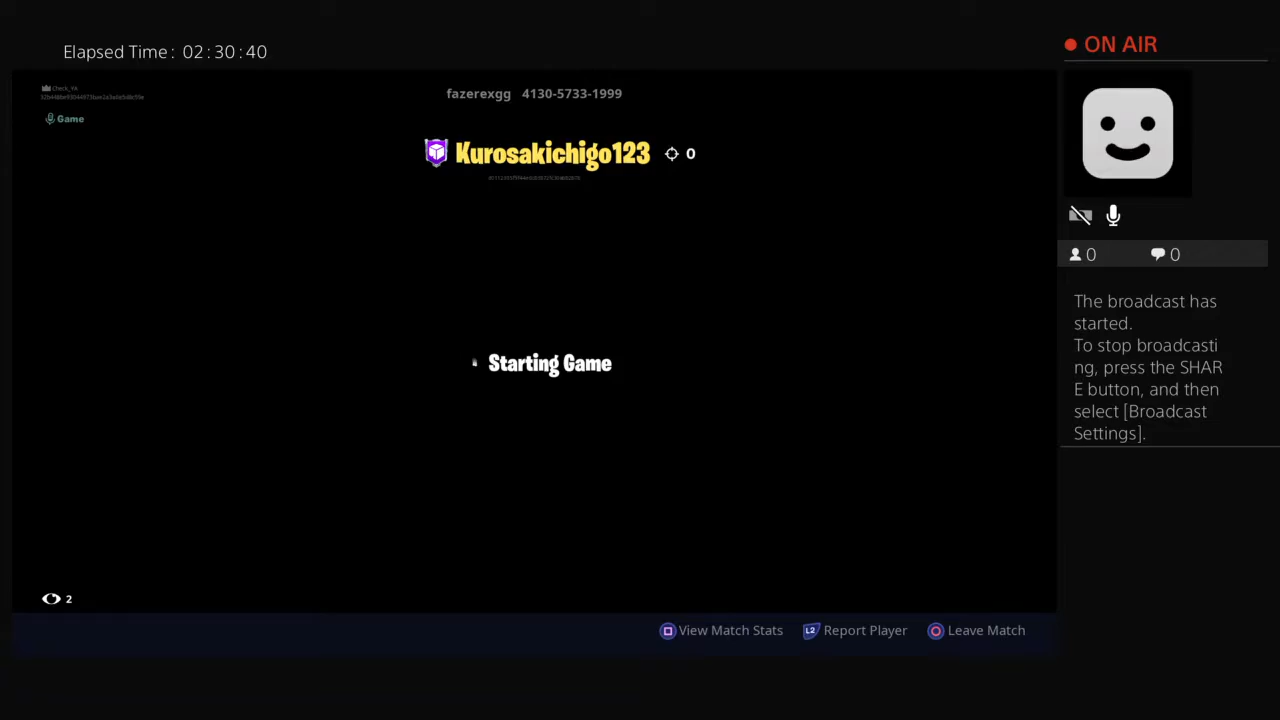 Elapsed Time: 02:30:40
ON AIR
Check_YA
Game
fazerexgg 4130-5733-1999
Kurosakichigo123 0
0 0
The broadcast has
started.
To stop broadcasti
ng, press the SHAR
E button, and then
select [Broadcast
Settings].
Starting Game
2
View Match Stats L2 Report Player Leave Match